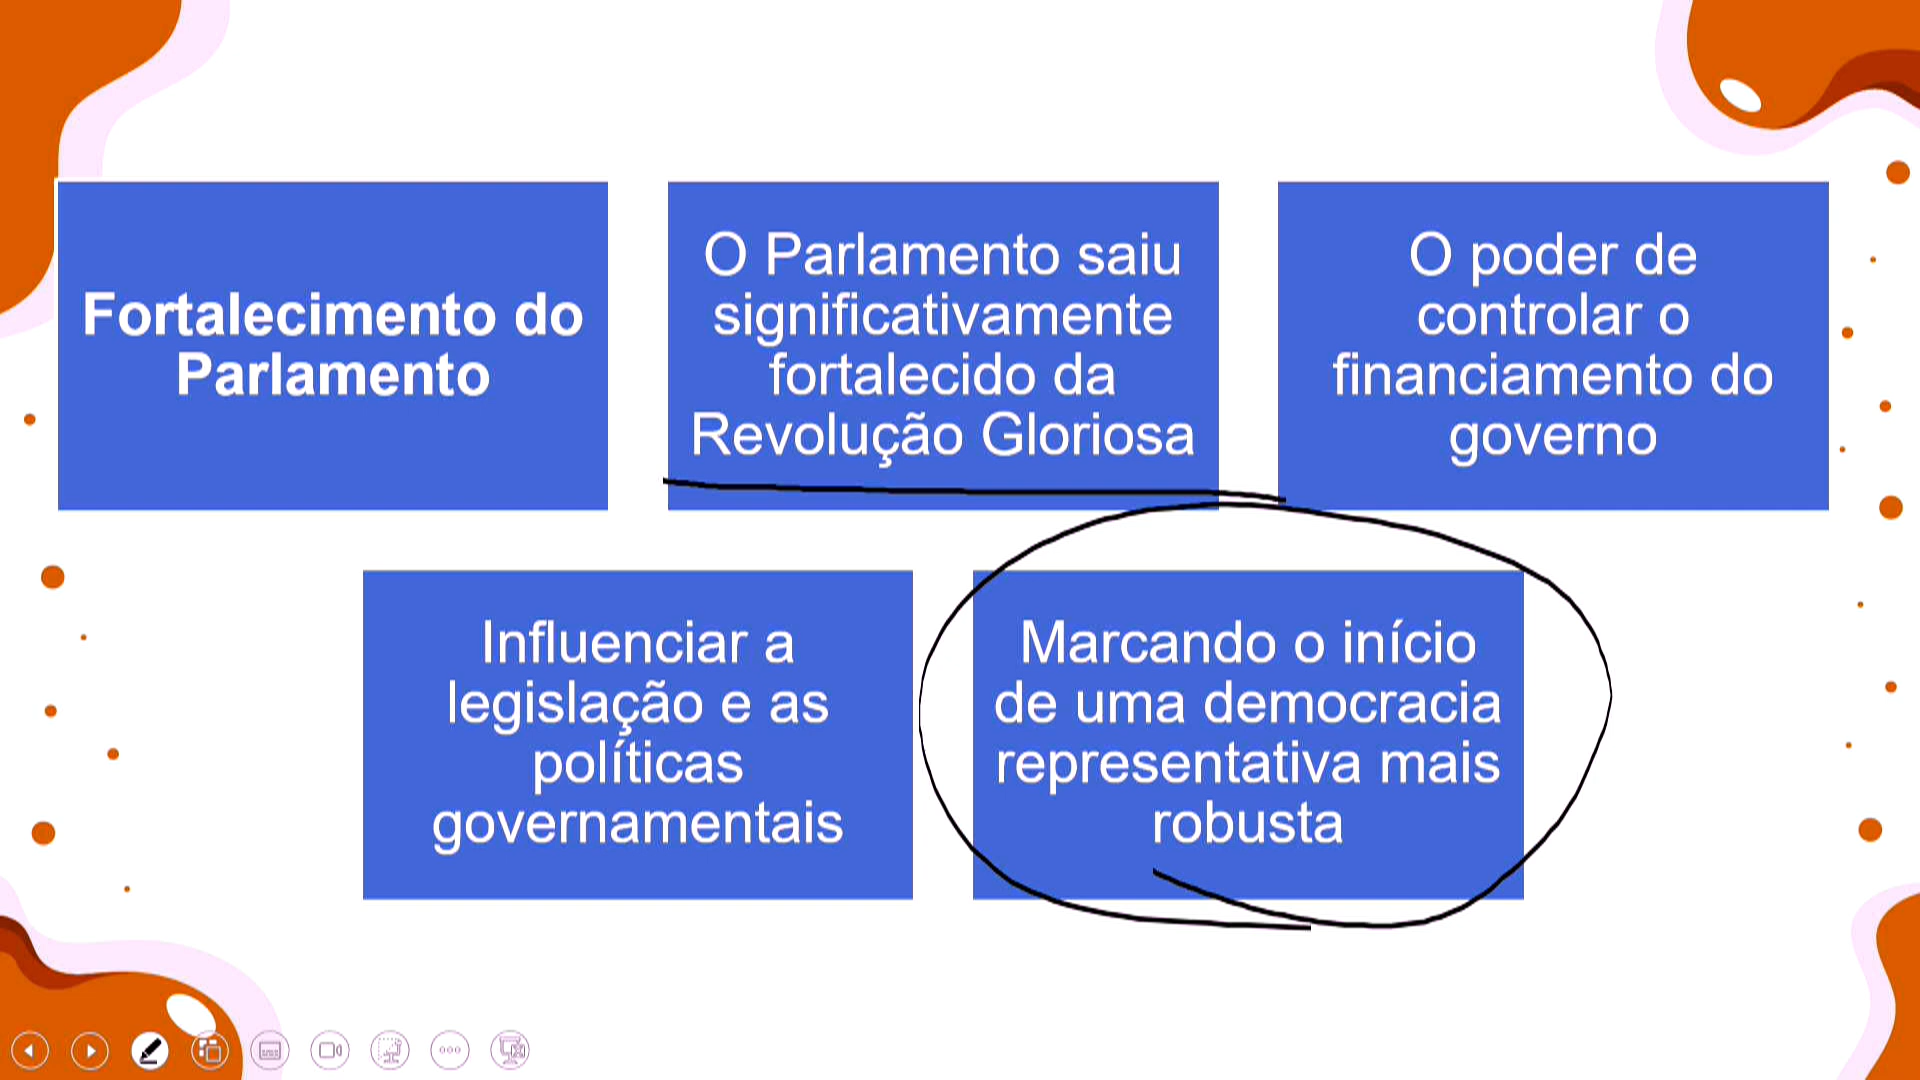 Fortalecimento do
Parlamento
O Parlamento saiu
significativamente
fortalecido da
Revolução Gloriosa
O poder de
controlar o
financiamento do
governo
Influenciar a
legislação e as
políticas
governamentais
Marcando o início
de uma democracia
representativa mais
robusta